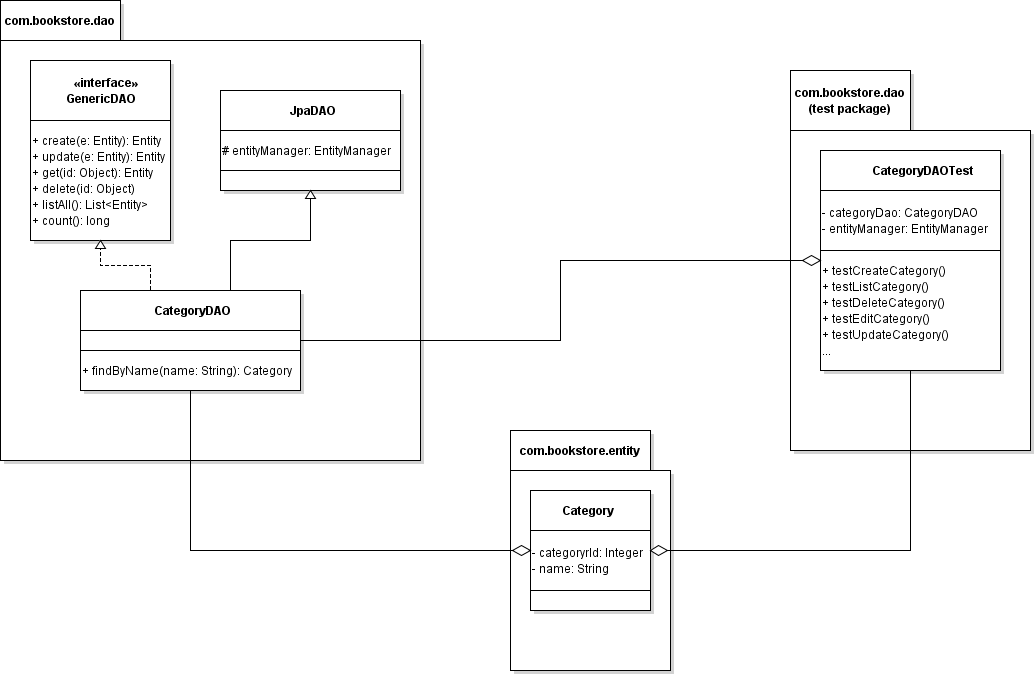 com.bookstore.dao
«interface»
GenericDAO
+ create(e: Entity): Entity
+ update(e: Entity): Entity
+ get(id: Object): Entity
+ delete(id: Object)
+ listAll(): List<Entity>
+ count(): long
JpaDAO
# entityManager: EntityManager
CategoryDAO
+ findByName(name: String): Category
com.bookstore.dao
(test package)
CategoryDAOTest
- categoryDao: CategoryDAO
- entityManager: EntityManager
+ testCreateCategory()
+ testListCategory()
+ testDeleteCategory()
+ testEditCategory()
+ testUpdateCategory()
...
com.bookstore.entity
Category
- categoryrId: Integer
- name: String